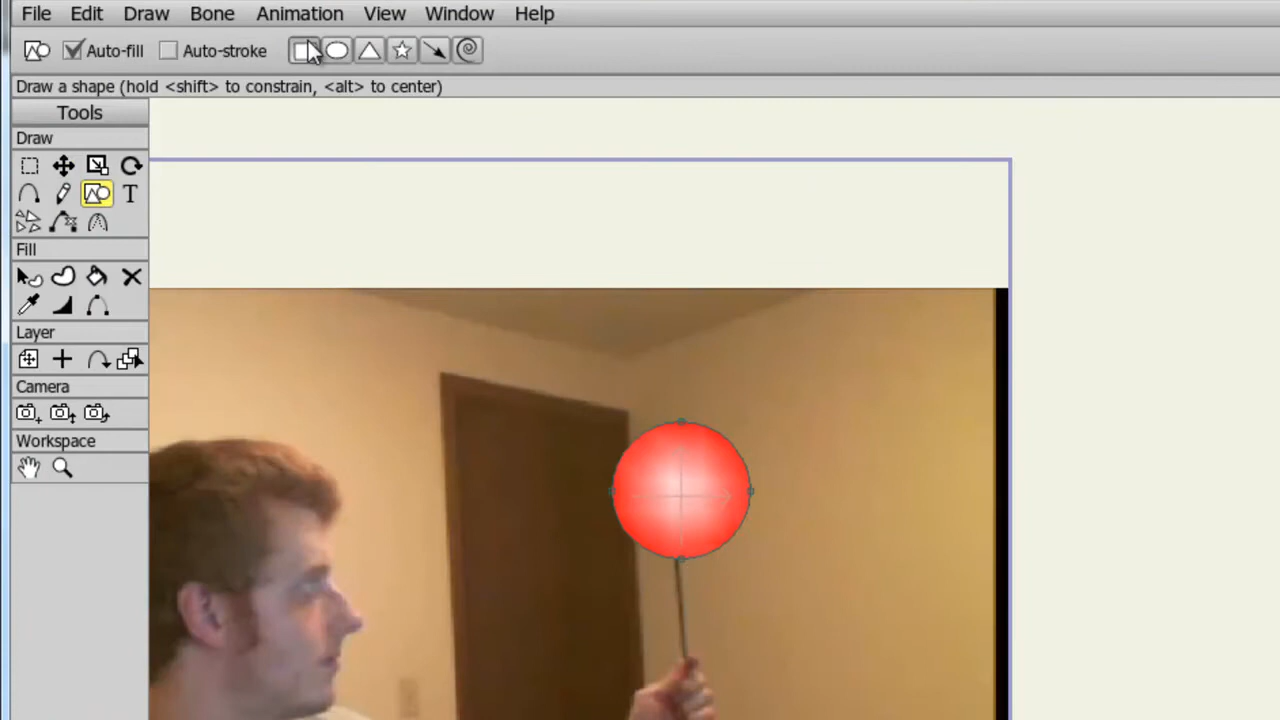 File Edit Draw Bone Animation View Window Help
Auto-fill Auto-stroke
Draw a shape (hold <shift> to constrain, <alt> to center)
Tools
Draw
T
Fill
Layer
Camera
Workspace